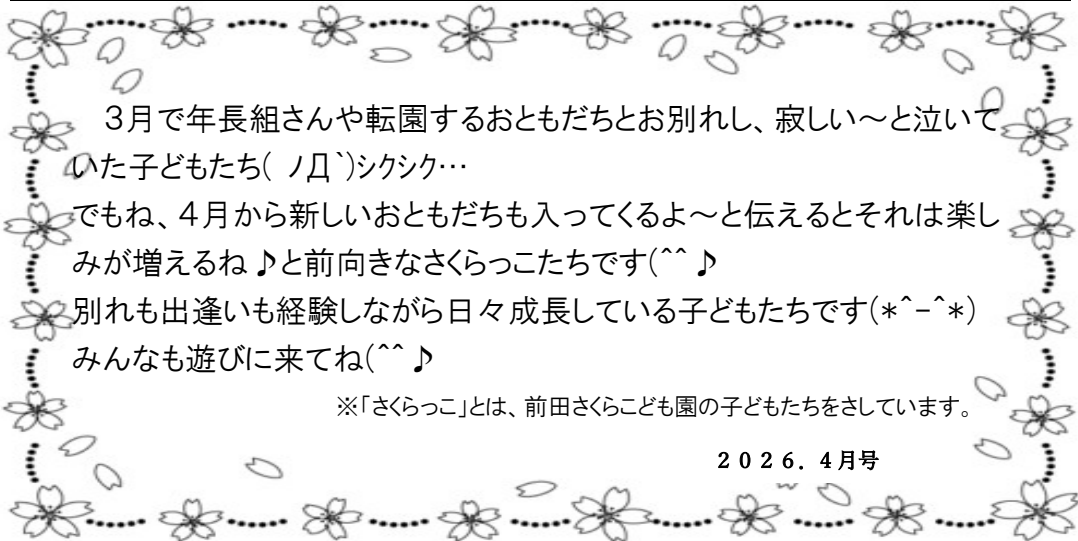 ３月で年長組さんや転園するおともだちとお別れし、寂しい～と泣いて
いた子どもたち( ノД`)ｼｸｼｸ…
でもね、４月から新しいおともだちも入ってくるよ～と伝えるとそれは楽し
みが増えるね♪と前向きなさくらっこたちです(^^♪
別れも出逢いも経験しながら日々成長している子どもたちです(*^-^*)
みんなも遊びに来てね(^^♪
※「さくらっこ」とは、前田さくらこども園の子どもたちをさしています。
２０２６．４月号